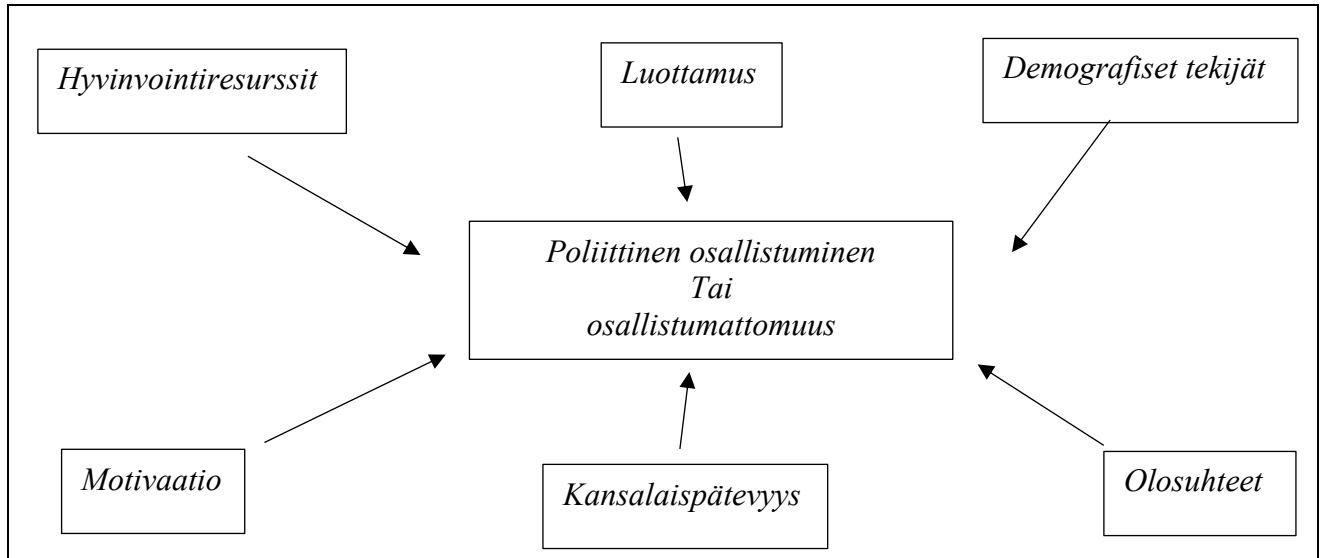 Hyvinvointiresurssit
Luottamus
Demografiset tekijät
Poliittinen osallistuminen
Tai
osallistumattomuus
Motivaatio
Kansalaispätevyys
Olosuhteet